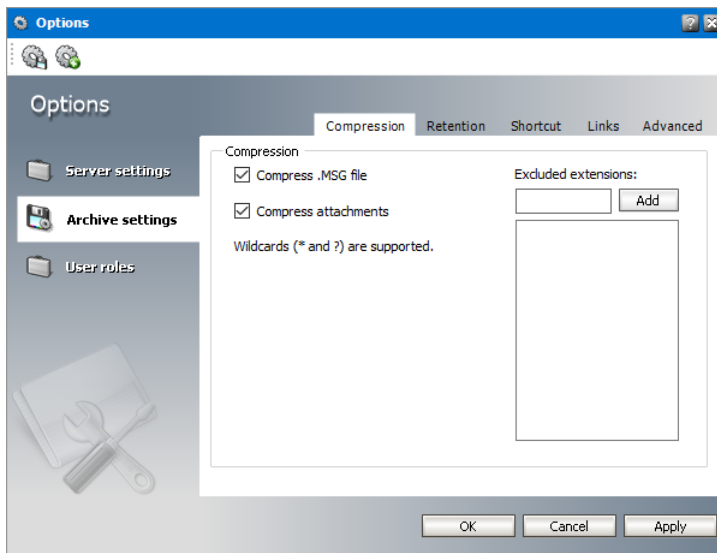 Options
Options
Compression Retention Shortcut Links Advanced
Server settings
Archive settings
User roles
Compression
Compress .MSG file
Compress attachments
Wildcards (* and ?) are supported.
Excluded extensions:
Add
OK Cancel Apply